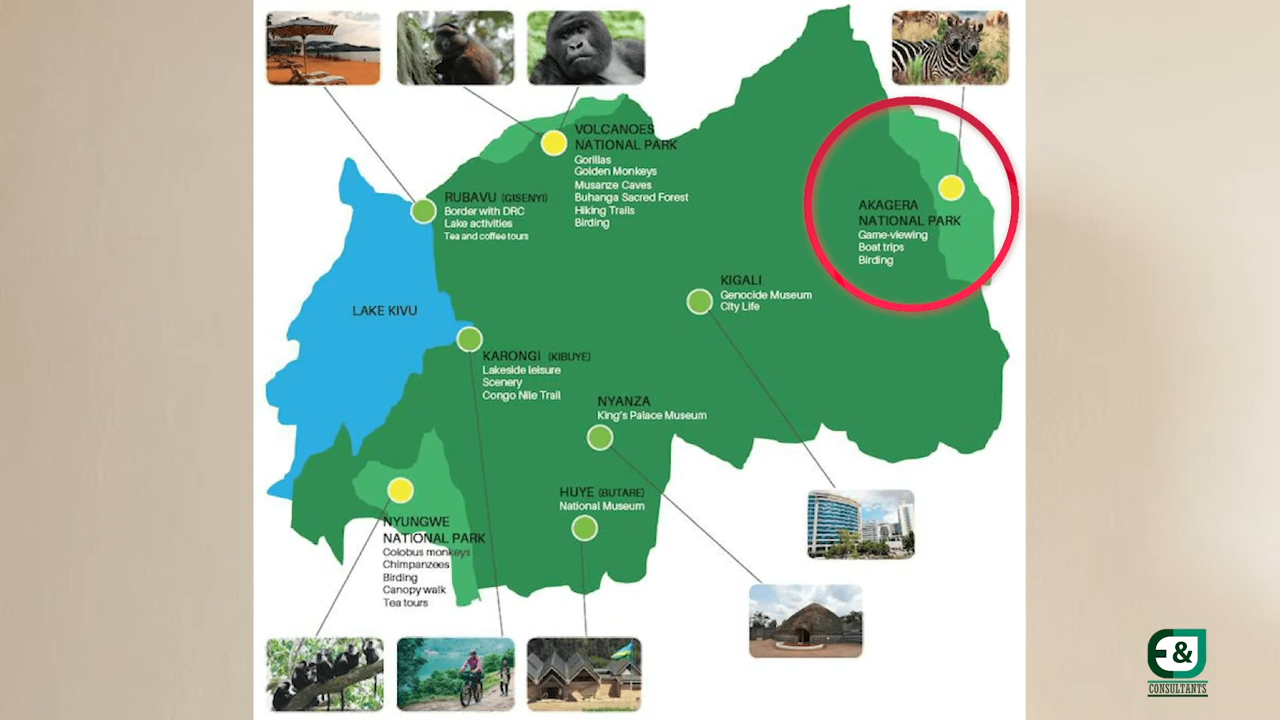 VOLCANOES
NATIONAL PARK
Gorillas
Golden Monkeys
Musanze Caves
Buhanga Sacred Forest
Hiking Trails
Birding
RUBAVU (GISENYI)
Border with DRC
Lake activities
Tea and coffee tours
AKAGERA
NATIONAL PARK
Game-viewing
Boat trips
Birding
KIGALI
Genocide Museum
City Life
LAKE KIVU
KARONGI (KIBUYE)
Lakeside leisure
Scenery
Congo Nile Trail
NYANZA
King's Palace Museum
HUYE (BUTARE)
National Museum
NYUNGWE
NATIONAL PARK
Colobus monkeys
Chimpanzees
Birding
Canopy walk
Tea tours
E&
CONSULTANTS